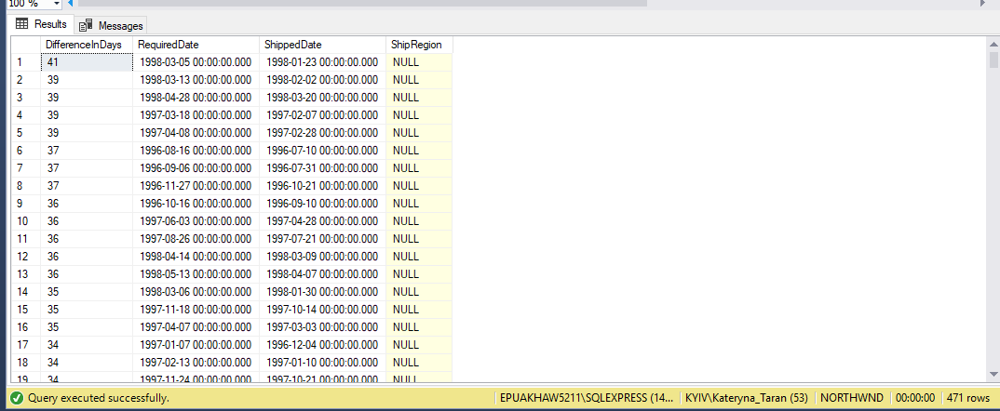 100 %
Results Messages
DifferenceInDays RequiredDate ShippedDate ShipRegion
1 41 1998-03-05 00:00:00.000 1998-01-23 00:00:00.000 NULL
2 39 1998-03-13 00:00:00.000 1998-02-02 00:00:00.000 NULL
3 39 1998-04-28 00:00:00.000 1998-03-20 00:00:00.000 NULL
4 39 1997-03-18 00:00:00.000 1997-02-07 00:00:00.000 NULL
5 39 1997-04-08 00:00:00.000 1997-02-28 00:00:00.000 NULL
6 37 1996-08-16 00:00:00.000 1996-07-10 00:00:00.000 NULL
7 37 1996-09-06 00:00:00.000 1996-07-31 00:00:00.000 NULL
8 37 1996-11-27 00:00:00.000 1996-10-21 00:00:00.000 NULL
9 36 1996-10-16 00:00:00.000 1996-09-10 00:00:00.000 NULL
10 36 1997-06-03 00:00:00.000 1997-04-28 00:00:00.000 NULL
11 36 1997-08-26 00:00:00.000 1997-07-21 00:00:00.000 NULL
12 36 1998-04-14 00:00:00.000 1998-03-09 00:00:00.000 NULL
13 36 1998-05-13 00:00:00.000 1998-04-07 00:00:00.000 NULL
14 35 1998-03-06 00:00:00.000 1998-01-30 00:00:00.000 NULL
15 35 1997-11-18 00:00:00.000 1997-10-14 00:00:00.000 NULL
16 35 1997-04-07 00:00:00.000 1997-03-03 00:00:00.000 NULL
17 34 1997-01-07 00:00:00.000 1996-12-04 00:00:00.000 NULL
18 34 1997-02-13 00:00:00.000 1997-01-10 00:00:00.000 NULL
19 34 1997-11-24 00:00:00.000 1997-10-21 00:00:00.000 NULL
Query executed successfully. EPUAKHAW5211\SQLEXPRESS (14... KYIV\Kateryna_Taran (53) NORTHWND 00:00:00 471 rows